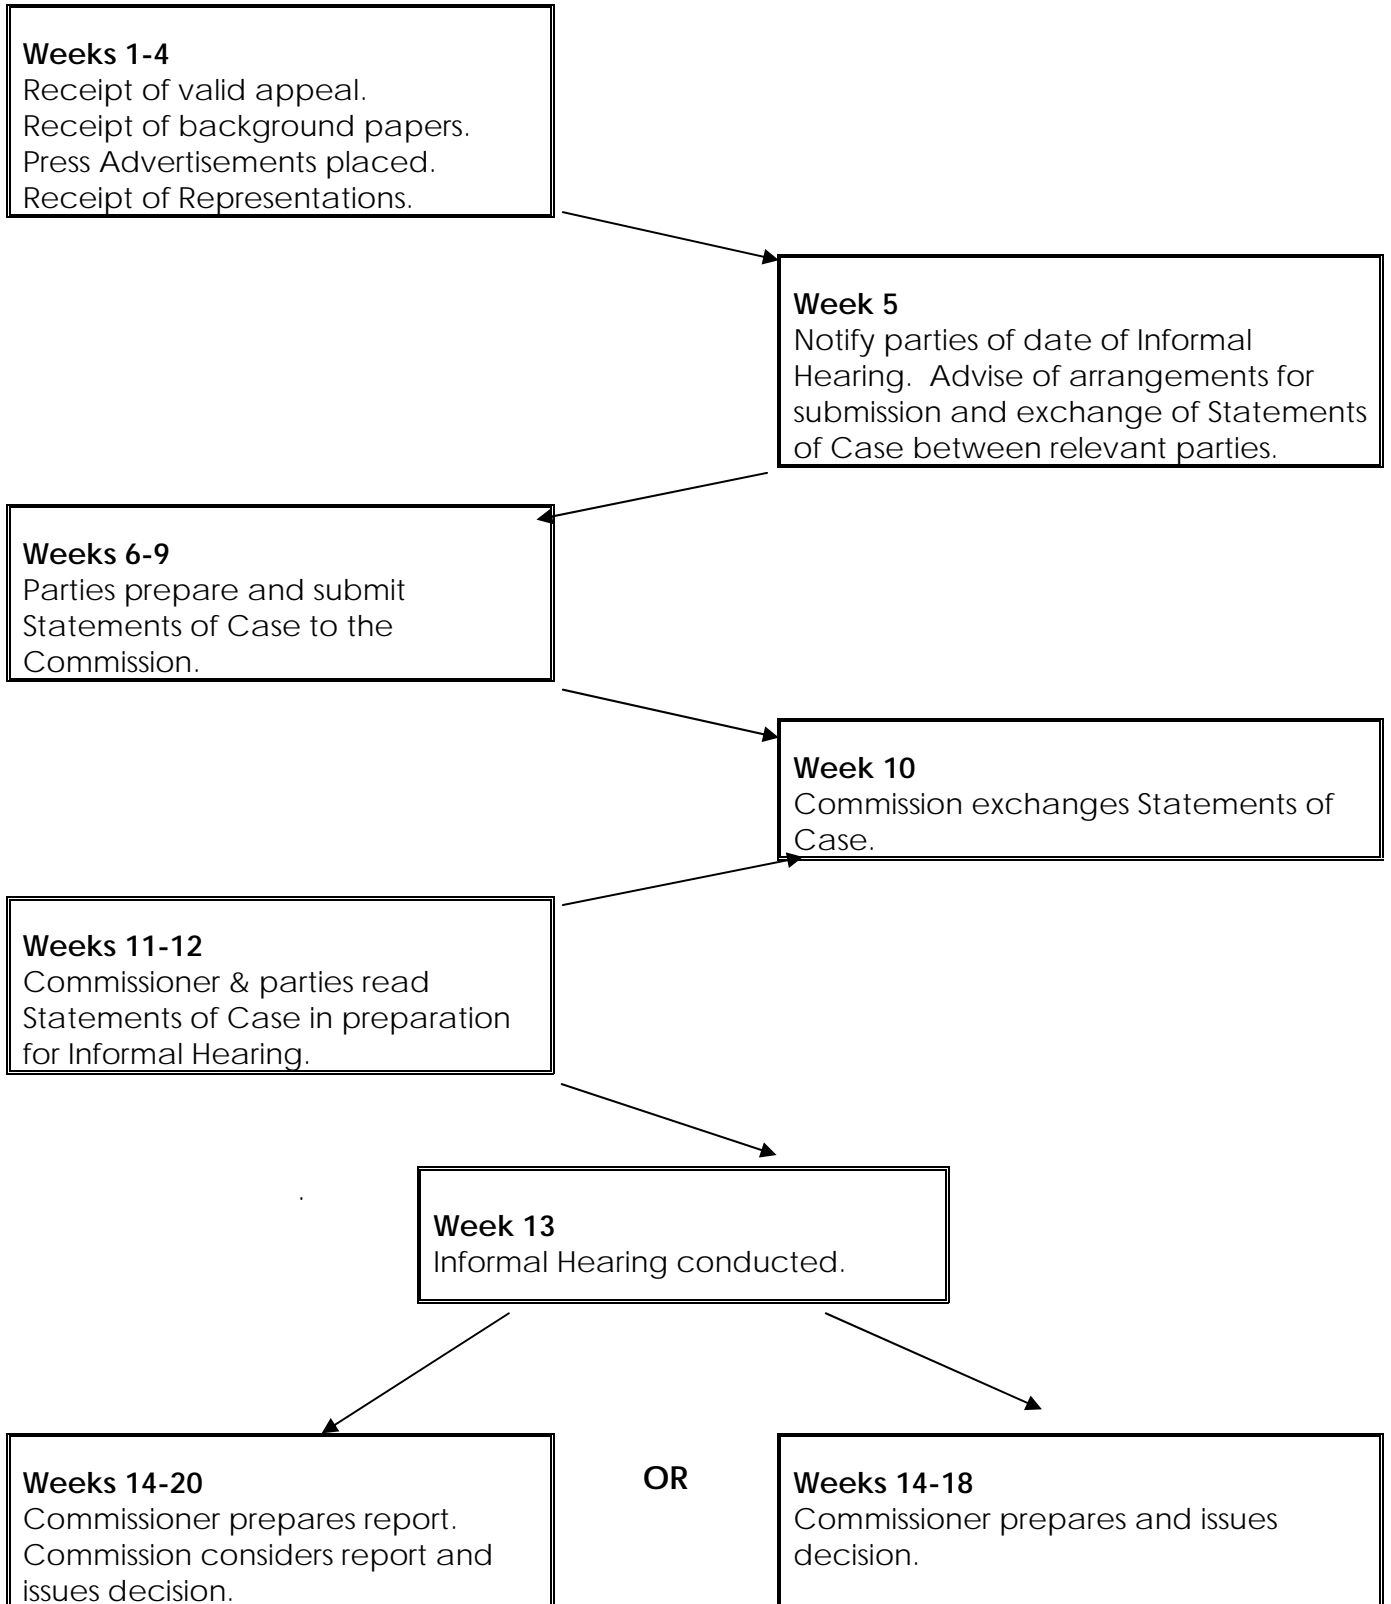 Weeks 1-4
Receipt of valid appeal.
Receipt of background papers.
Press Advertisements placed.
Receipt of Representations.
Week 5
Notify parties of date of Informal
Hearing.  Advise of arrangements for
submission and exchange of Statements
of Case between relevant parties.
Weeks 6-9
Parties prepare and submit
Statements of Case to the
Commission.
Week 10
Commission exchanges Statements of
Case.
Weeks 11-12
Commissioner & parties read
Statements of Case in preparation
for Informal Hearing.
.
Week 13
Informal Hearing conducted.
Weeks 14-20
Commissioner prepares report.
Commission considers report and
issues decision.
OR
Weeks 14-18
Commissioner prepares and issues
decision.